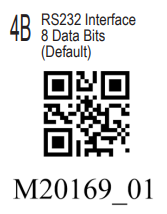 4B RS232 Interface
8 Data Bits
(Default)
M20169_01